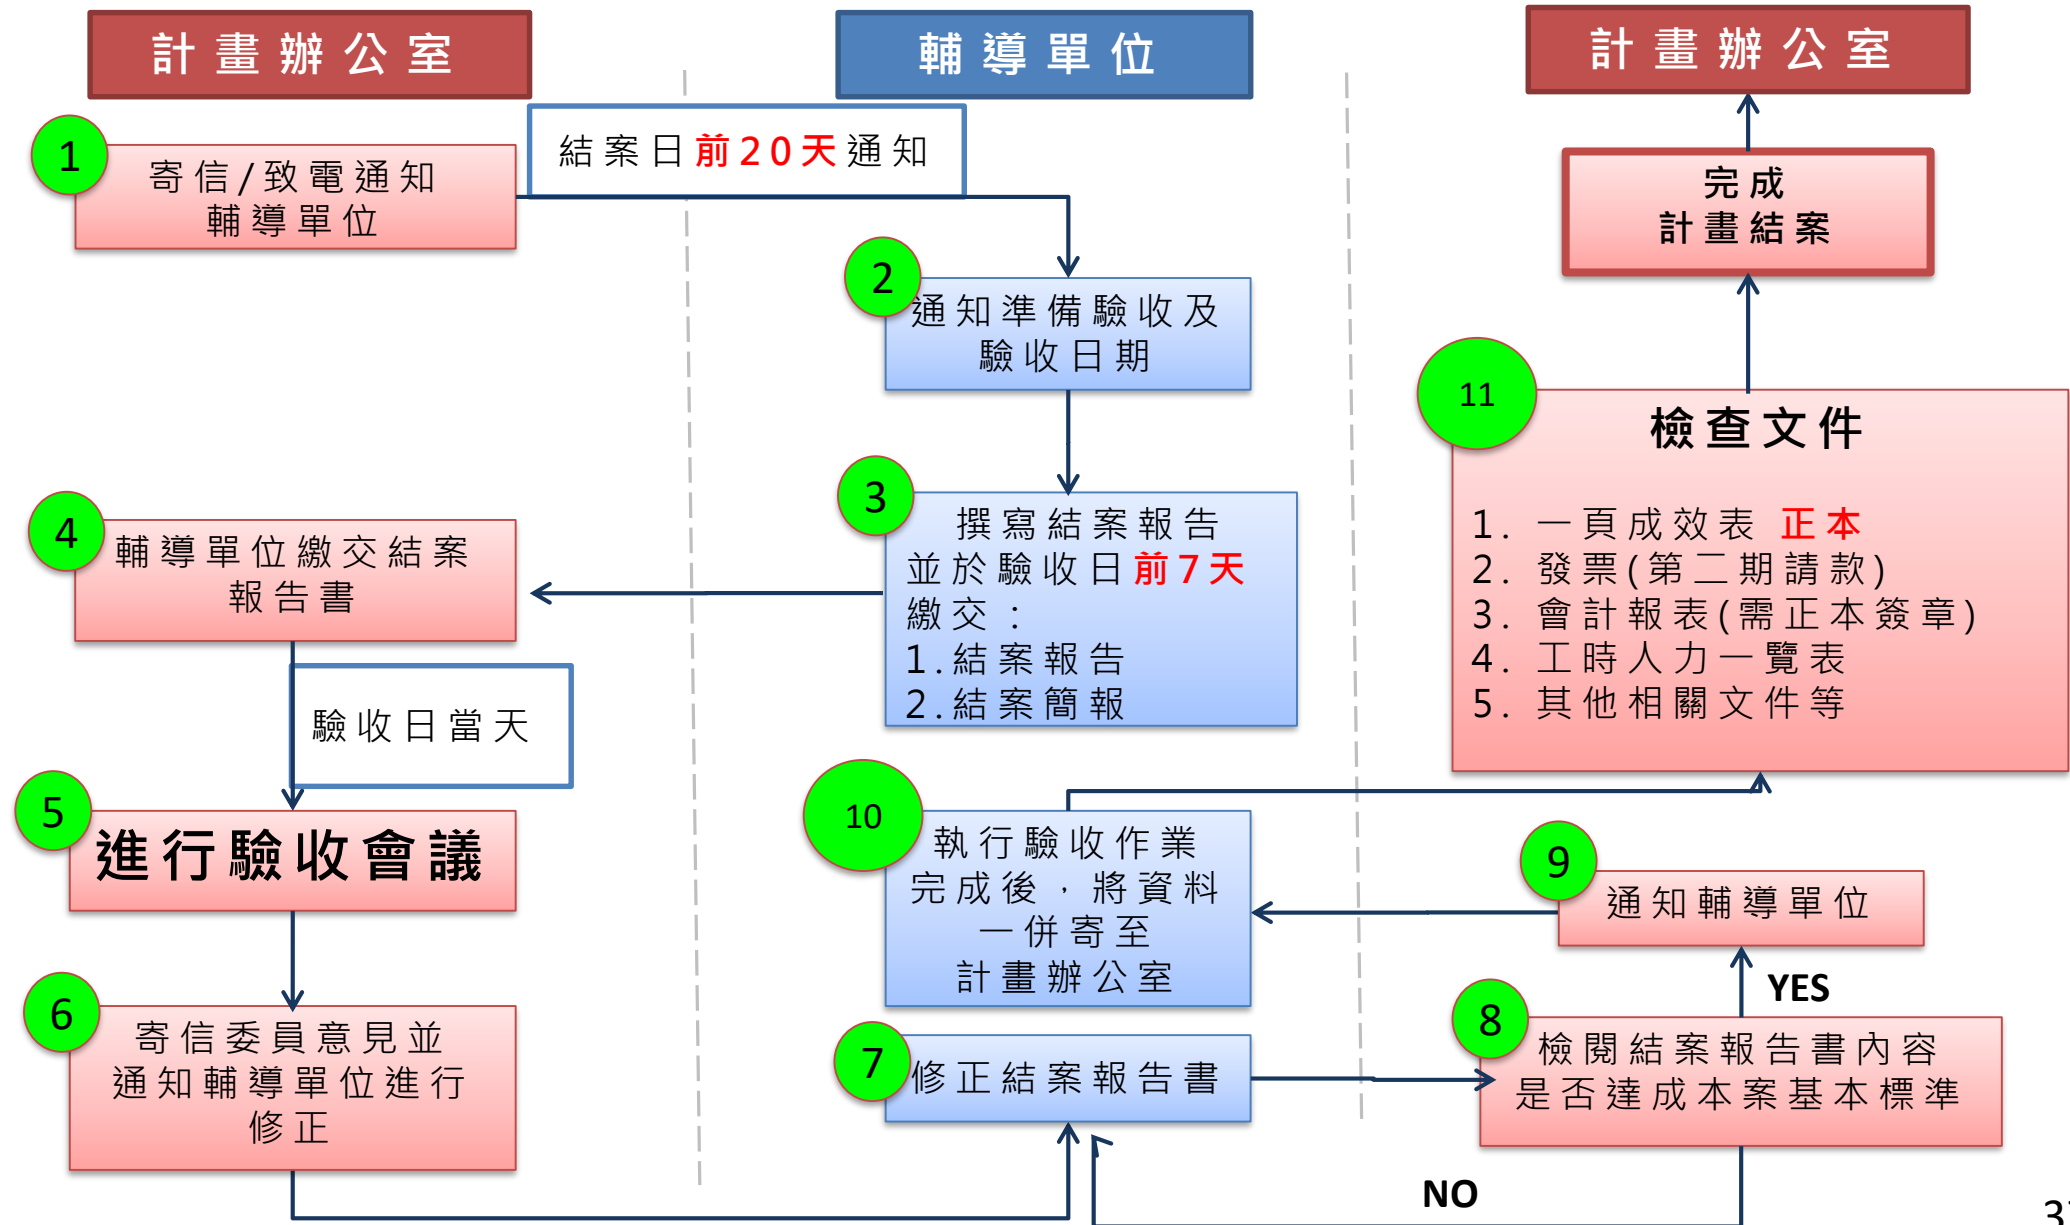 計畫辦公室
輔導單位
計畫辦公室
1
寄信/致電通知
輔導單位
結案日前20天通知
完成
計畫結案
2
通知準備驗收及
驗收日期
11
檢查文件
1. 一頁成效表 正本
2. 發票(第二期請款)
3. 會計報表(需正本簽章)
4. 工時人力一覽表
5. 其他相關文件等
3
撰寫結案報告
並於驗收日前7天
繳交：
1.結案報告
2.結案簡報
4
輔導單位繳交結案
報告書
驗收日當天
5
進行驗收會議
6
寄信委員意見並
通知輔導單位進行
修正
7
修正結案報告書
8
檢閱結案報告書內容
是否達成本案基本標準
YES
NO
9
通知輔導單位
10
執行驗收作業
完成後，將資料
一併寄至
計畫辦公室